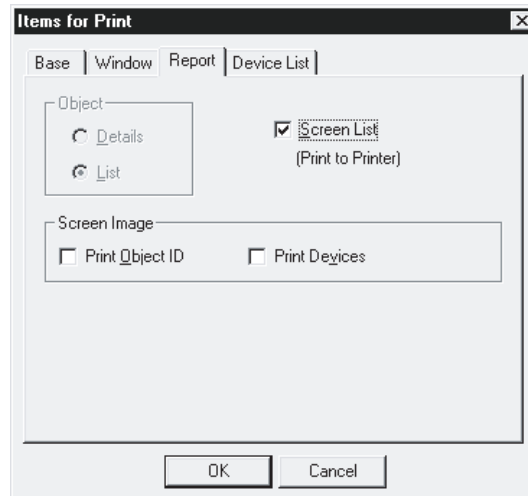 Items for Print
Base Window Report Device List
Object
Details
List
Screen List
(Print to Printer)
Screen Image
Print Object ID Print Devices
OK Cancel